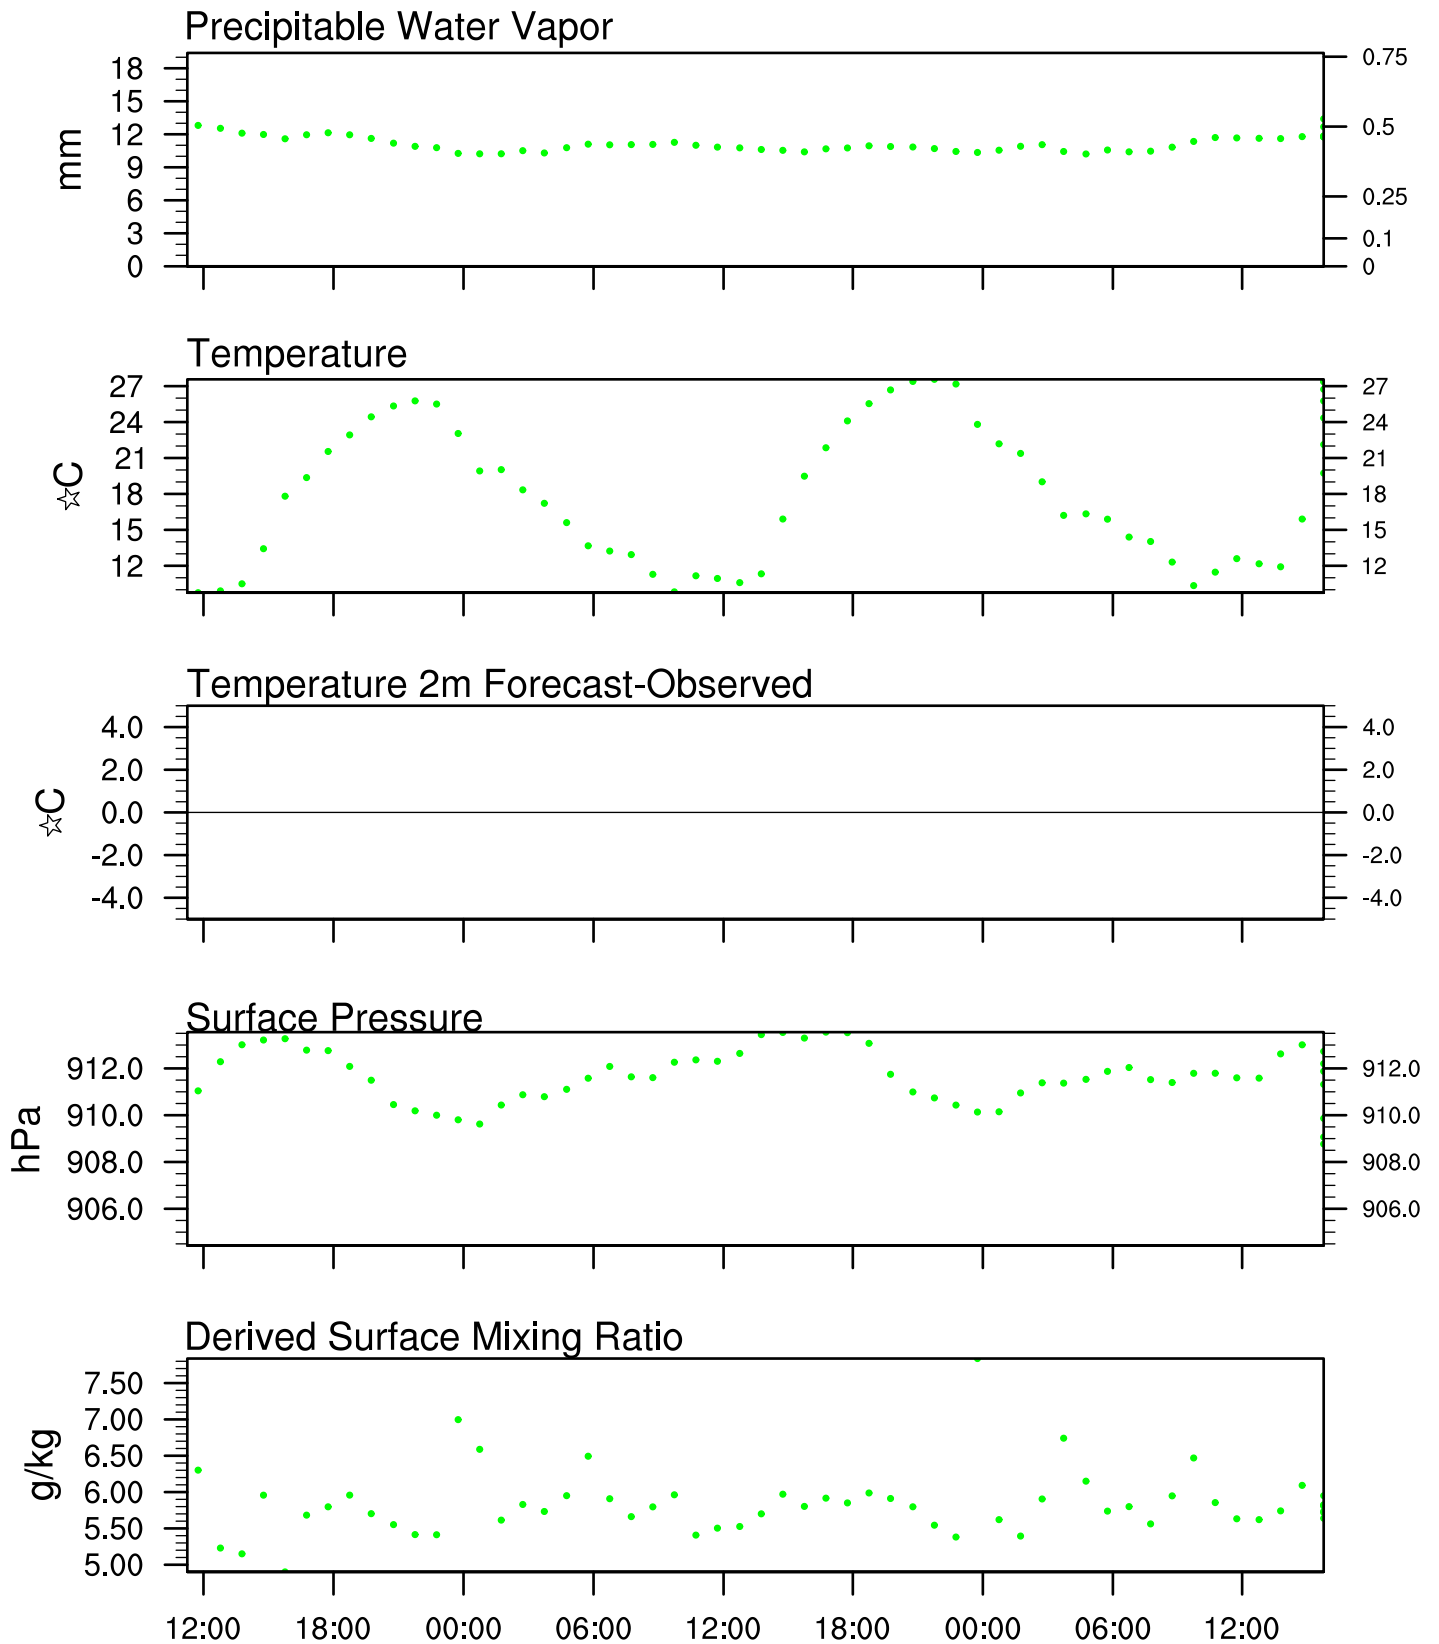 Precipitable Water Vapor
mm
18 0.75
15
12 0.5
9
6 0.25
3 0.1
0 0
Temperature
☆C
27 27
24 24
21 21
18 18
15 15
12 12
Temperature 2m Forecast-Observed
☆C
4.0 4.0
2.0 2.0
0.0 0.0
-2.0 -2.0
-4.0 -4.0
Surface Pressure
hPa
912.0 912.0
910.0 910.0
908.0 908.0
906.0 906.0
Derived Surface Mixing Ratio
g/kg
7.50
7.00
6.50
6.00
5.50
5.00
12:00 18:00 00:00 06:00 12:00 18:00 00:00 06:00 12:00